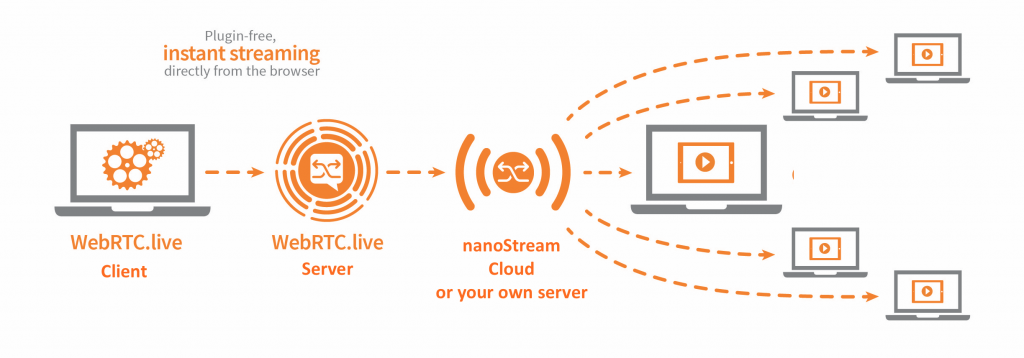 Plugin-free,
instant streaming
directly from the browser
WebRTC.live
Client
WebRTC.live
Server
nanoStream
Cloud
or your own server